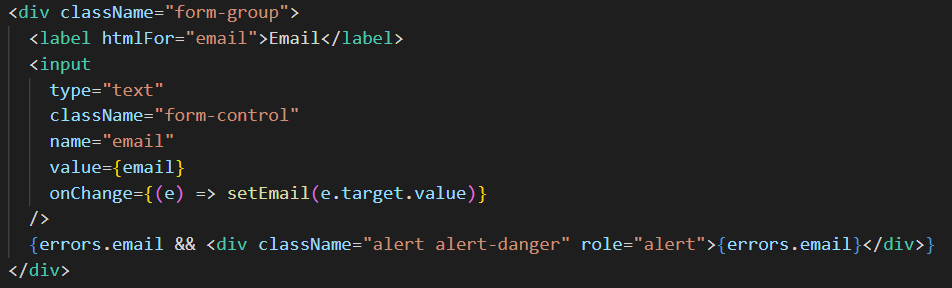 <div className="form-group">
  <label htmlFor="email">Email</label>
  <input
    type="text"
    className="form-control"
    name="email"
    value={email}
    onChange={(e) => setEmail(e.target.value)}
  />
  {errors.email && <div className="alert alert-danger" role="alert">{errors.email}</div>}
</div>